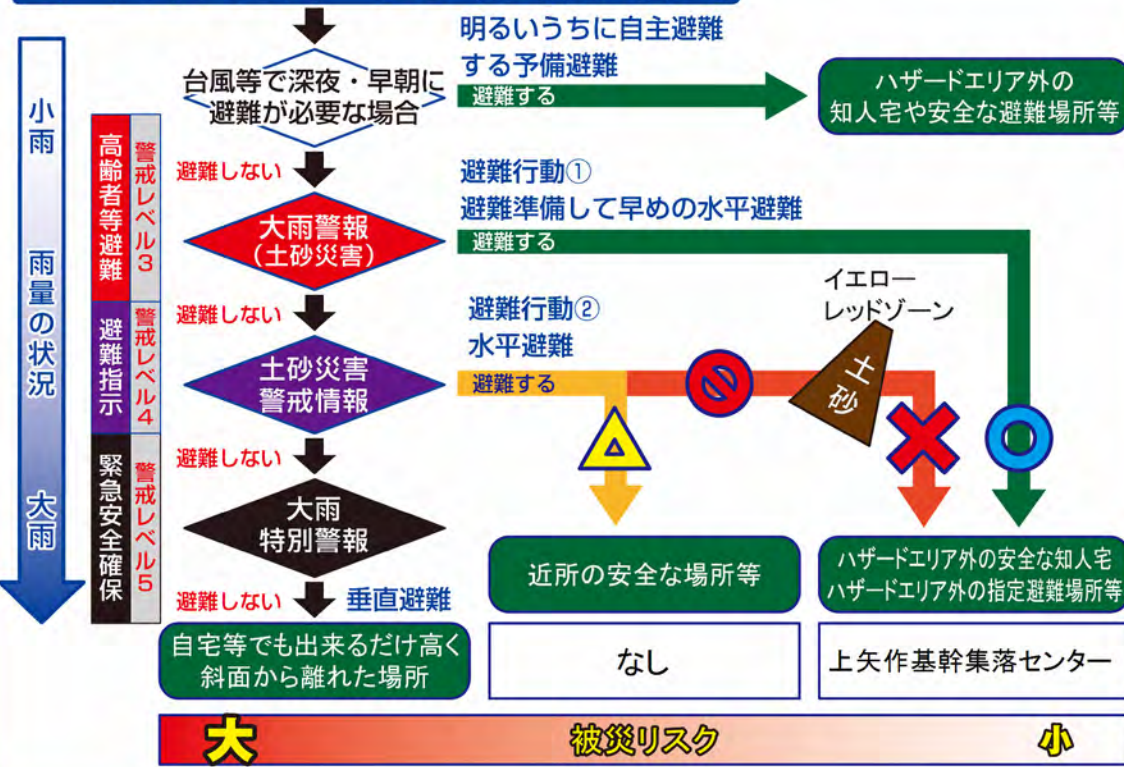 明るいうちに自主避難
する予備避難
台風等で深夜・早朝に
避難が必要な場合
避難する
ハザードエリア外の
知人宅や安全な避難場所等
小雨
雨量の状況
大雨
高齢者等避難
警戒レベル3
避難しない
避難行動①
避難準備して早めの水平避難
大雨警報
(土砂災害)
避難する
避難指示
警戒レベル4
避難しない
避難行動②
水平避難
イエロー
レッドゾーン
土砂災害
警戒情報
避難する
土砂
緊急安全確保
警戒レベル5
避難しない
大雨
特別警報
避難しない
垂直避難
近所の安全な場所等
ハザードエリア外の安全な知人宅
ハザードエリア外の指定避難場所等
自宅等でも出来るだけ高く
斜面から離れた場所
なし
上矢作基幹集落センター
大
被災リスク
小